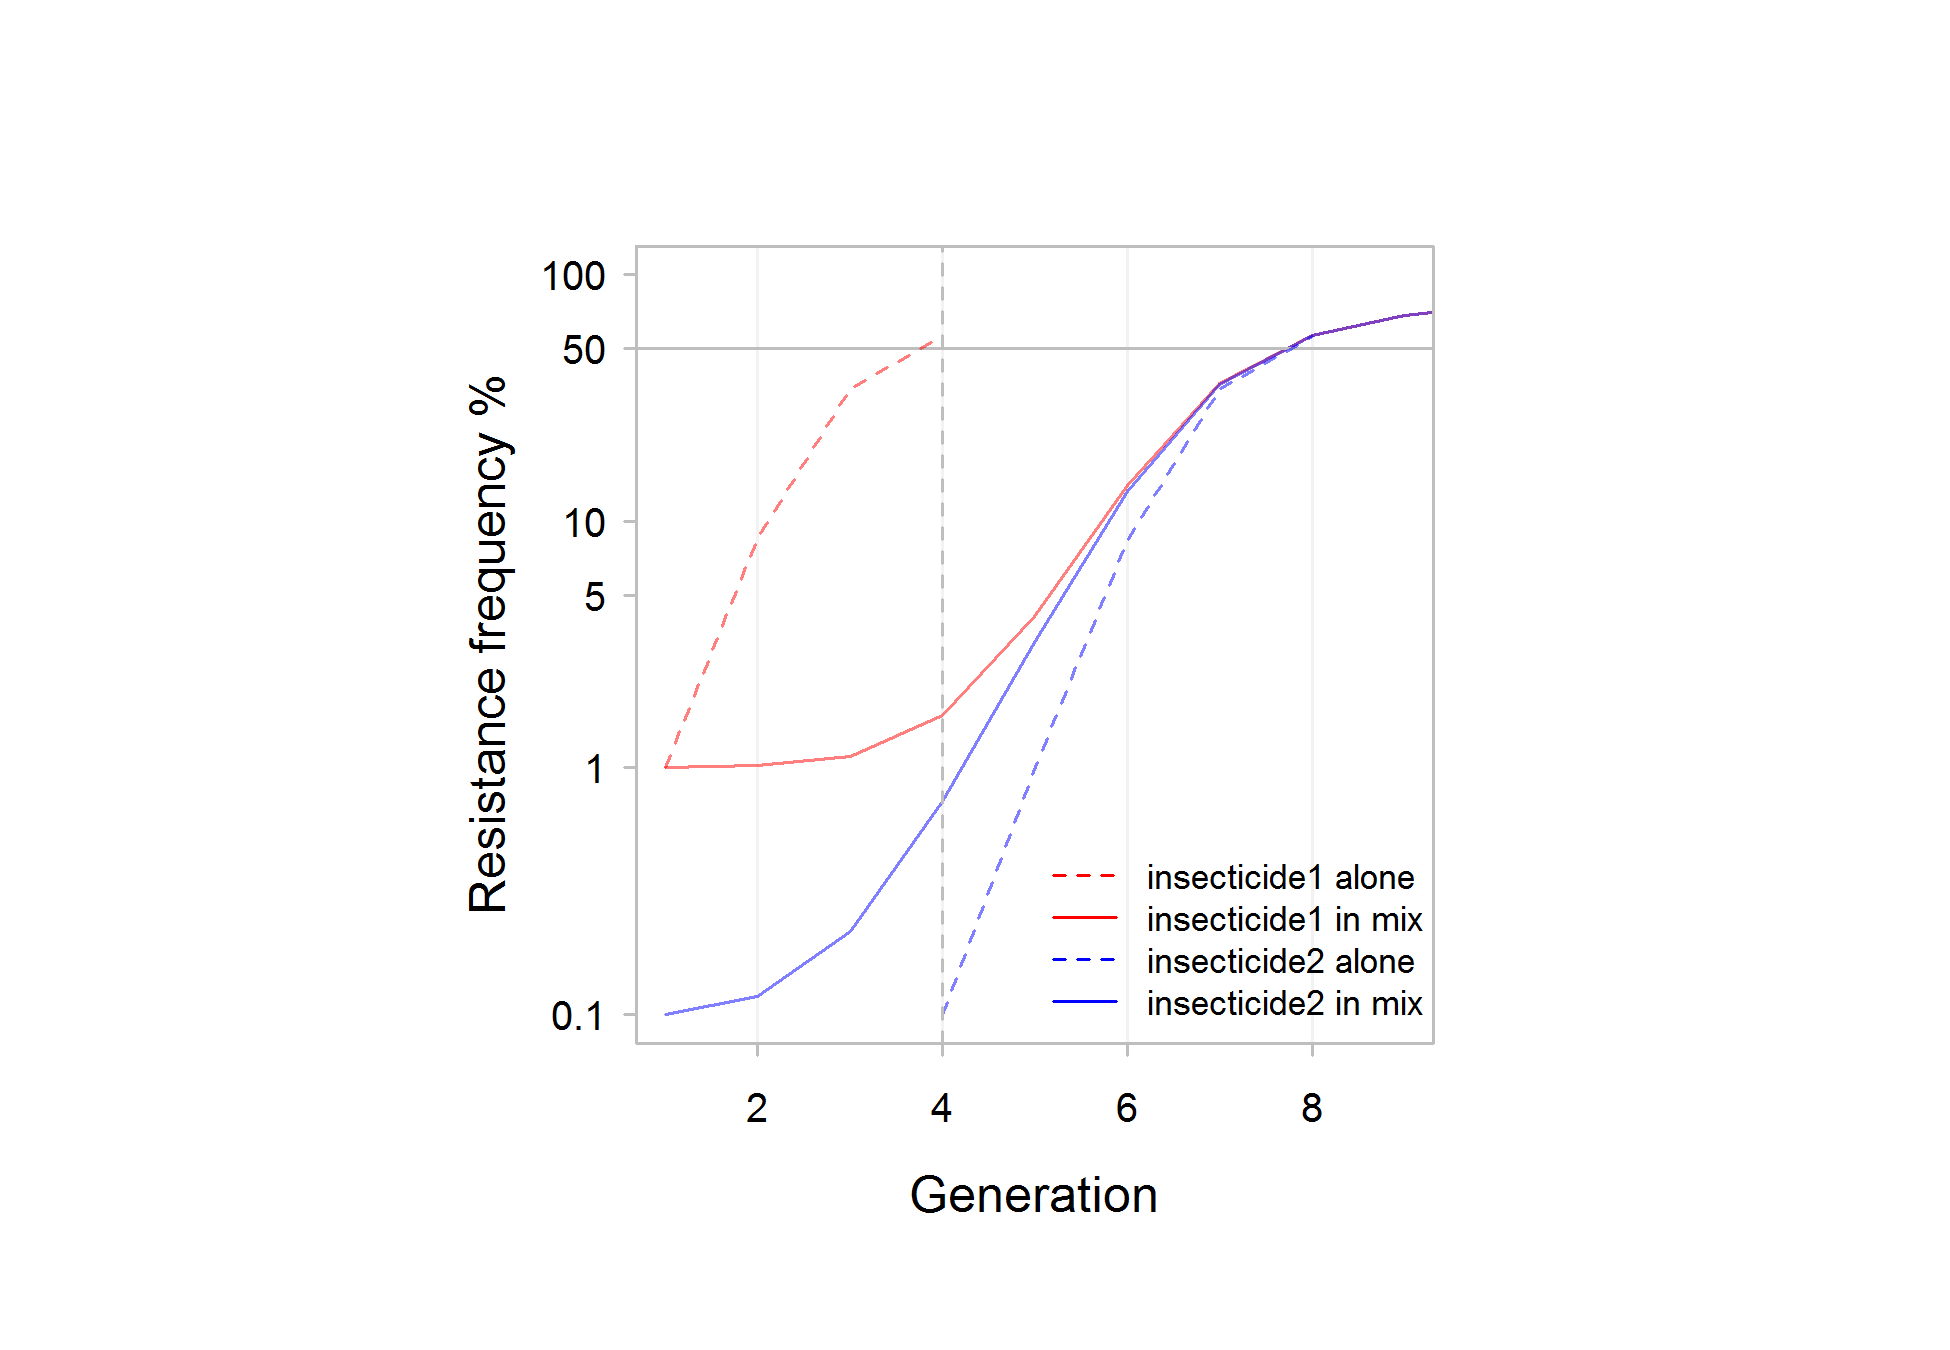 Resistance frequency %
100
50
10
5
1
0.1
insecticide1 alone
insecticide1 in mix
insecticide2 alone
insecticide2 in mix
2 4 6 8
Generation